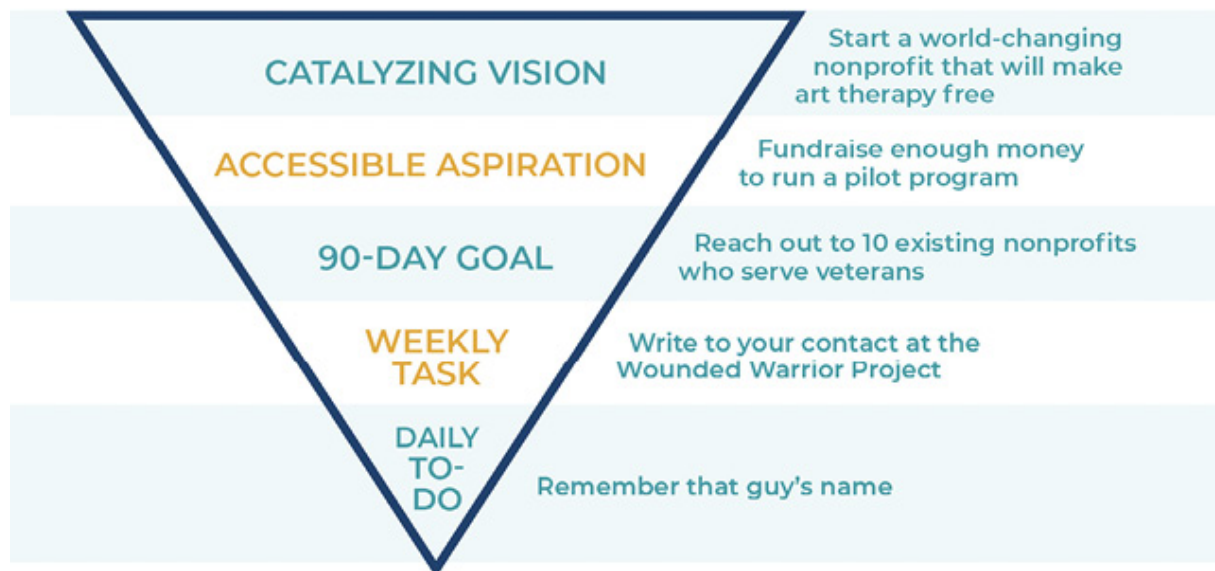 CATALYZING VISION
Start a world-changing
nonprofit that will make
art therapy free
ACCESSIBLE ASPIRATION
Fundraise enough money
to run a pilot program
90-DAY GOAL
Reach out to 10 existing nonprofits
who serve veterans
WEEKLY
TASK
Write to your contact at the
Wounded Warrior Project
DAILY
TO-
DO
Remember that guy’s name